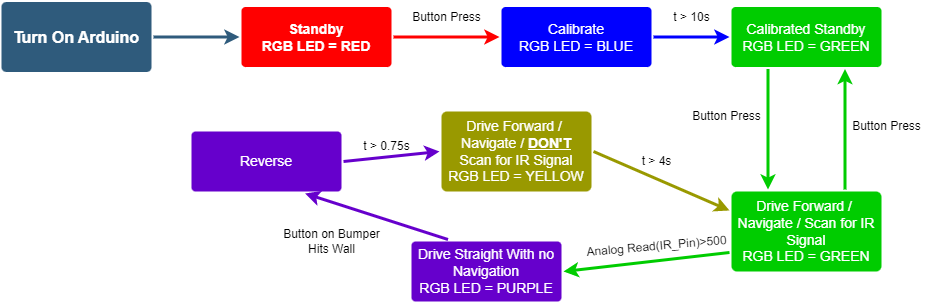 Turn On Arduino
Standby
RGB LED = RED
Button Press
Calibrate
RGB LED = BLUE
t > 10s
Calibrated Standby
RGB LED = GREEN
Button Press
Button Press
Drive Forward /
Navigate / Scan for IR
Signal
RGB LED = GREEN
Analog Read(IR_Pin)>500
Drive Straight With no
Navigation
RGB LED = PURPLE
Button on Bumper
Hits Wall
Reverse
t > 0.75s
Drive Forward /
Navigate / DON'T
Scan for IR Signal
RGB LED = YELLOW
t > 4s